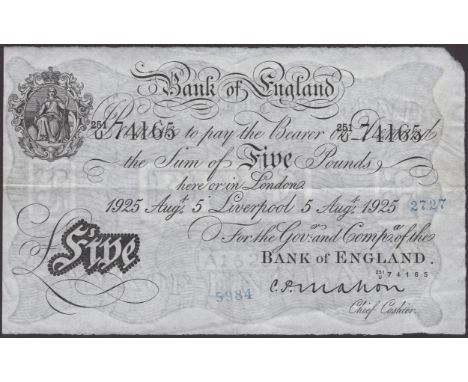 Bank of England
251/U 74165 251/U 74165
Promise to pay the Bearer on Demand
the Sum of Five Pounds
here or in London
1925 Augt. 5 Liverpool 5 Augt. 1925 2727
For the Govr. and Compa. of the
BANK OF ENGLAND.
251/U 74165
£ Five
5984
C.P. Mahon
Chief Cashier.